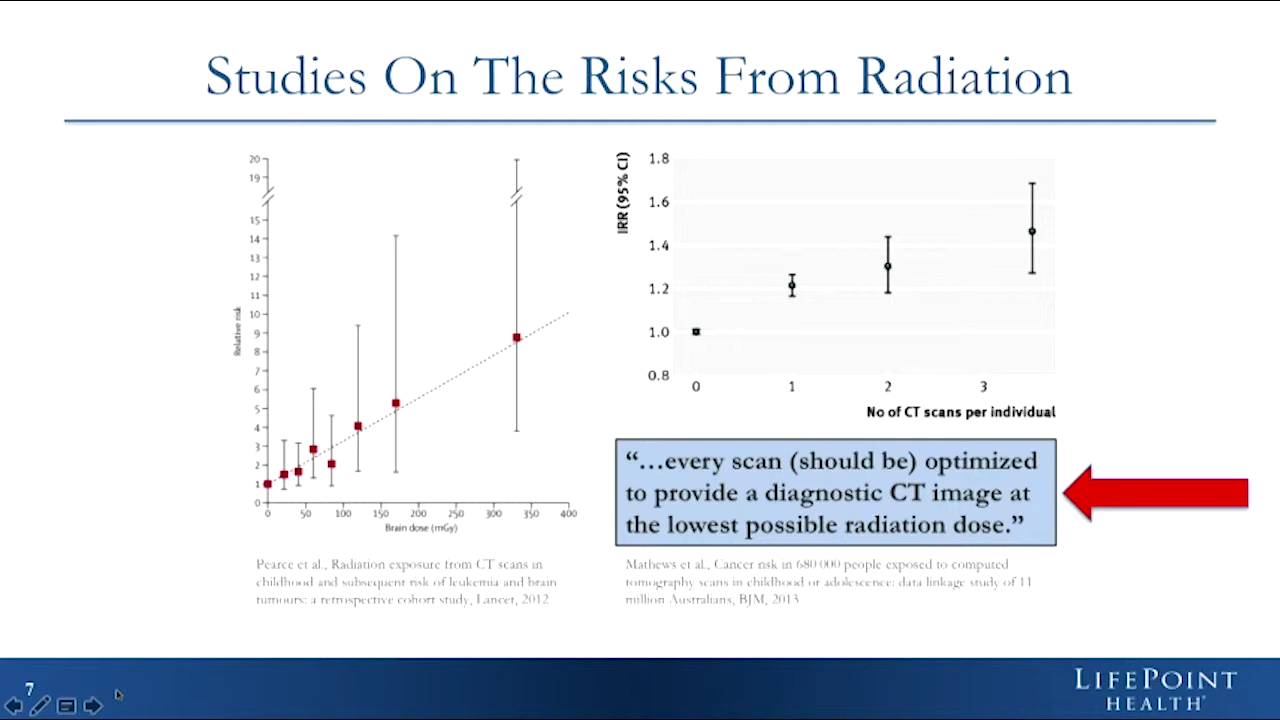 Studies On The Risks From Radiation
20
19
15
14
13
12
11
10
9
8
7
6
5
4
3
2
1
0
Relative risk
0 50 100 150 200 250 300 350 400
Brain dose (mGy)
Pearce et al., Radiation exposure from CT scans in
childhood and subsequent risk of leukemia and brain
tumours: a retrospective cohort study, Lancet, 2012
IRR (95% CI)
1.8
1.6
1.4
1.2
1.0
0.8
0 1 2 3
No of CT scans per individual
“…every scan (should be) optimized
to provide a diagnostic CT image at
the lowest possible radiation dose.”
Mathews et al., Cancer risk in 680 000 people exposed to computed
tomography scans in childhood or adolescence: data linkage study of 11
million Australians, BJM, 2013
7
LIFEPOINT
HEALTH®